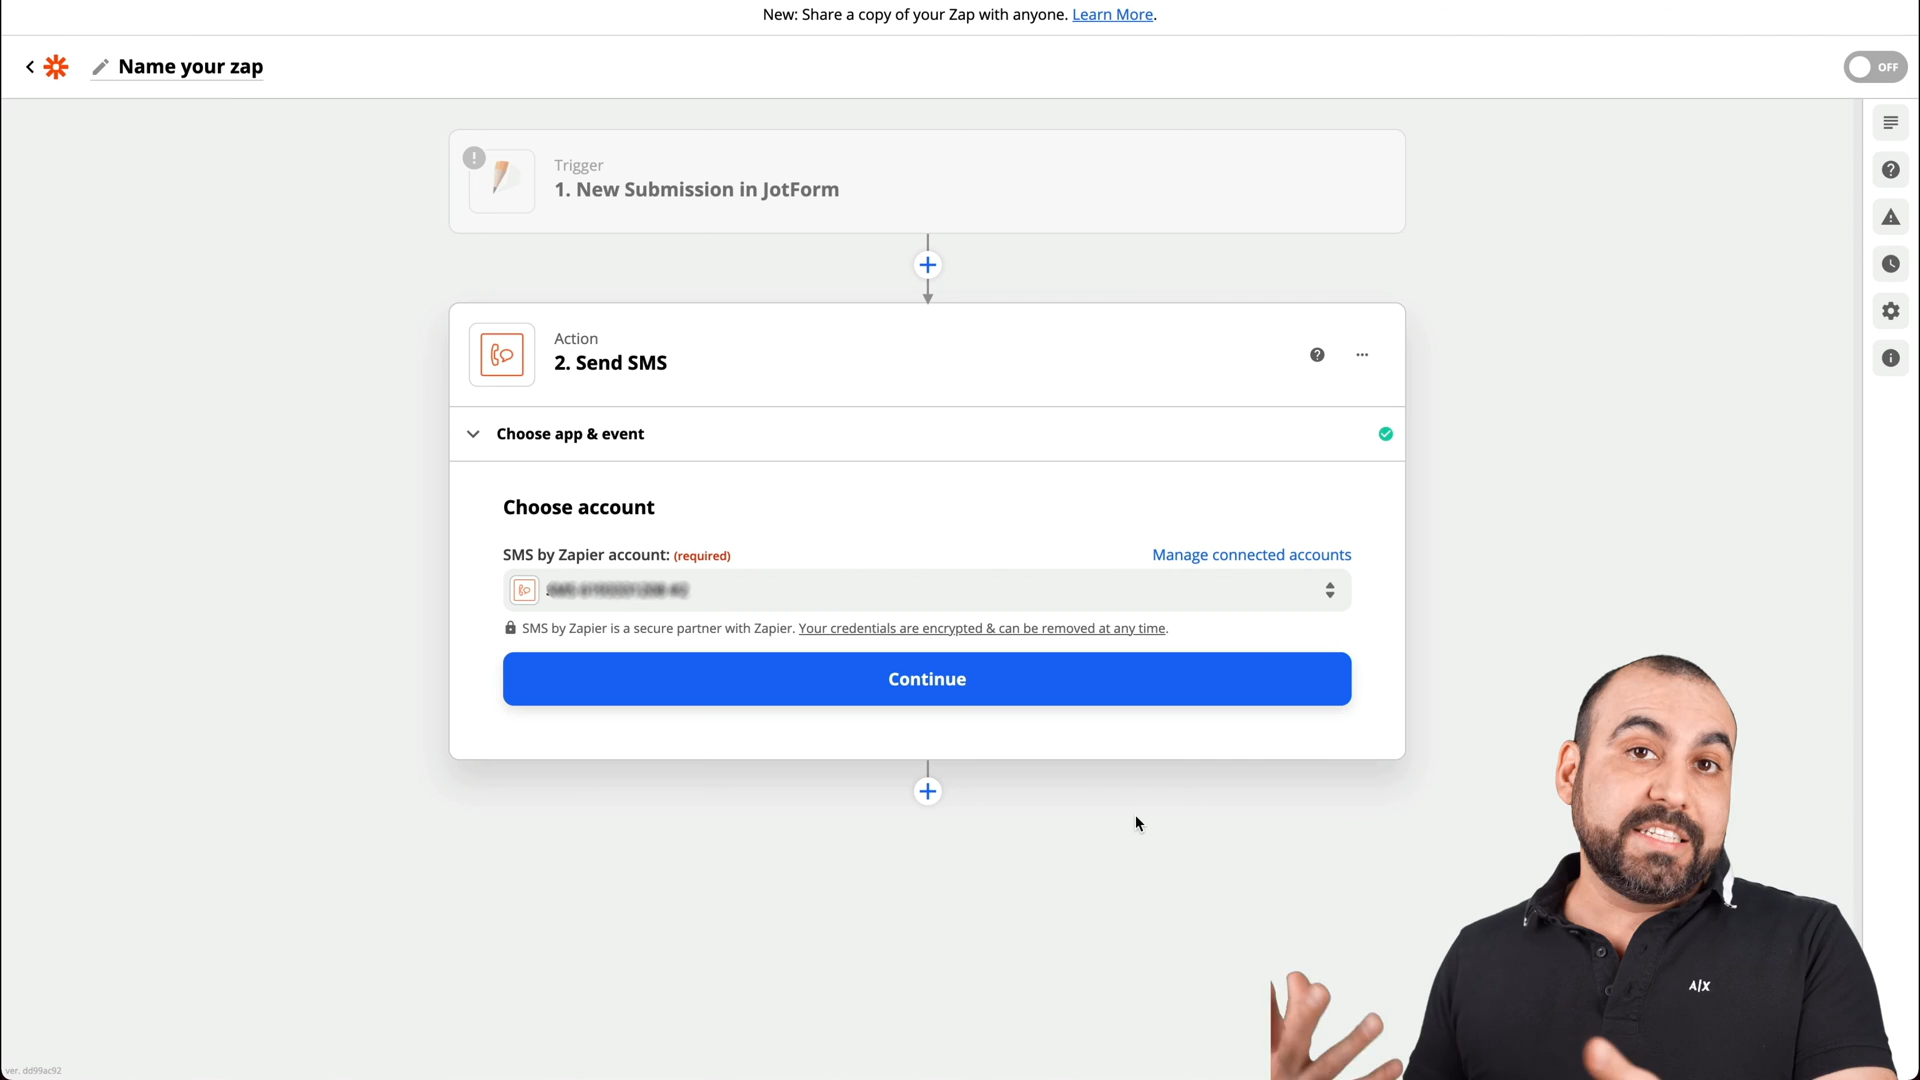 New: Share a copy of your Zap with anyone. Learn More.
Name your zap
OFF
Trigger
1. New Submission in JotForm
Action
2. Send SMS
Choose app & event
Choose account
SMS by Zapier account: (required)
Manage connected accounts
SMS by Zapier is a secure partner with Zapier. Your credentials are encrypted & can be removed at any time.
Continue
A|X
ver. dd99ac92